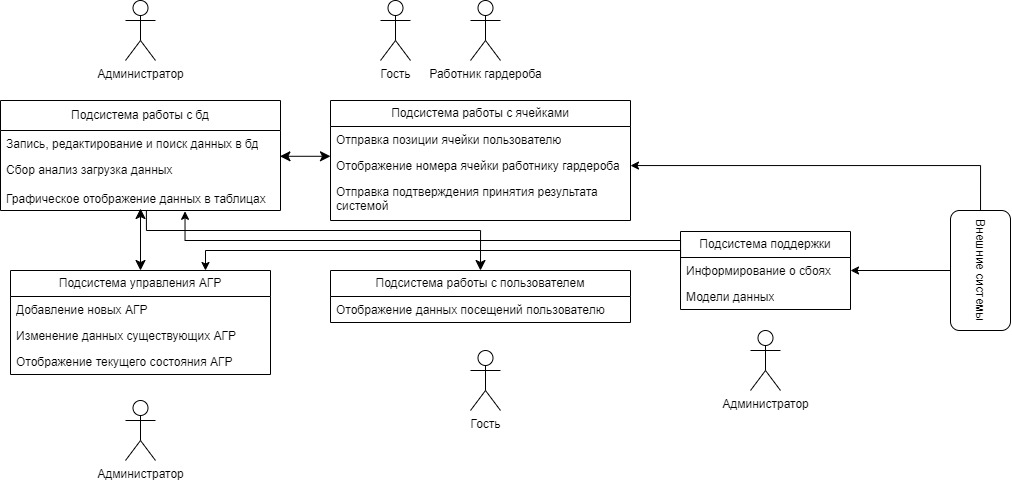 Администратор
Гость
Работник гардероба
Подсистема работы с бд
Запись, редактирование и поиск данных в бд
Сбор анализ загрузка данных
Графическое отображение данных в таблицах
Подсистема работы с ячейками
Отправка позиции ячейки пользователю
Отображение номера ячейки работнику гардероба
Отправка подтверждения принятия результата
системой
Внешние системы
Подсистема поддержки
Информирование о сбоях
Модели данных
Подсистема управления АГР
Добавление новых АГР
Изменение данных существующих АГР
Отображение текущего состояния АГР
Подсистема работы с пользователем
Отображение данных посещений пользователю
Администратор
Гость
Администратор